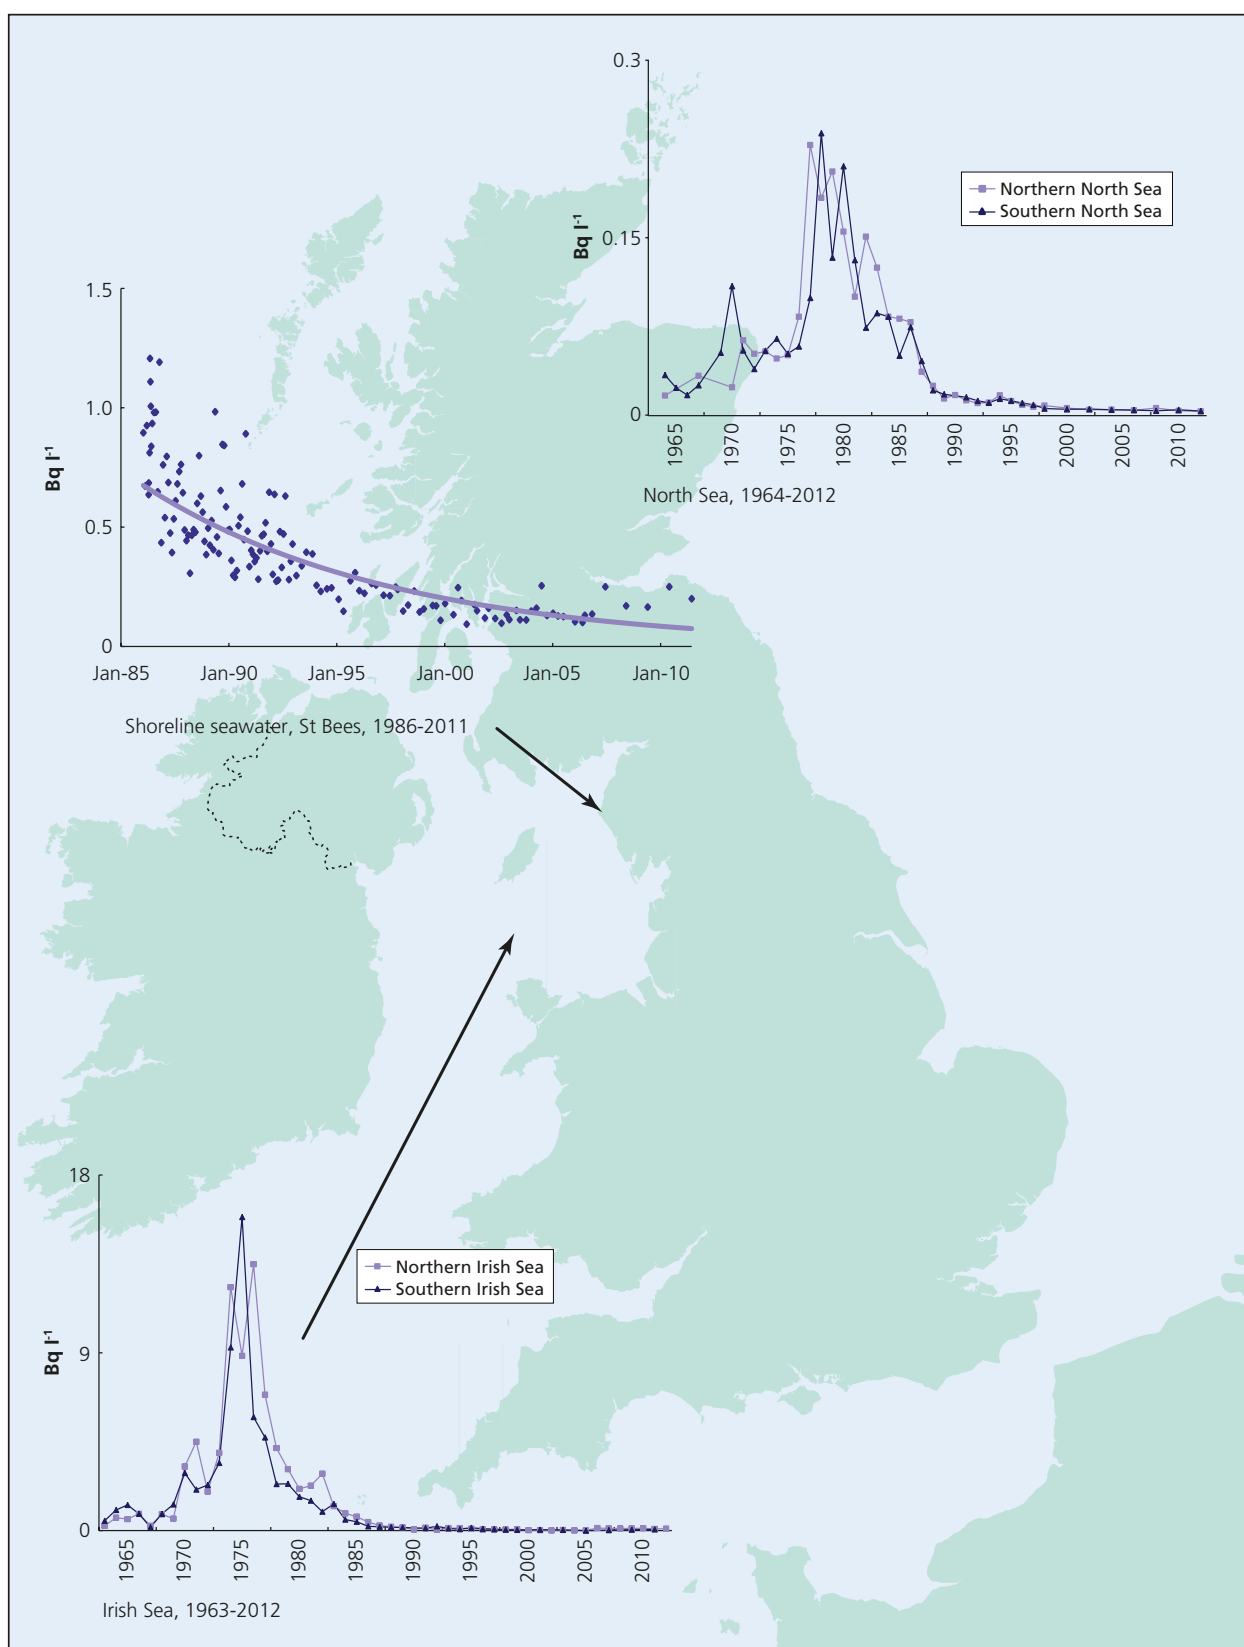 0.3
0.15
0
Bq l⁻¹
Northern North Sea
Southern North Sea
1965
1970
1975
1980
1985
1990
1995
2000
2005
2010
North Sea, 1964-2012
1.5
1.0
0.5
0
Bq l⁻¹
Jan-85
Jan-90
Jan-95
Jan-00
Jan-05
Jan-10
Shoreline seawater, St Bees, 1986-2011
18
9
0
Bq l⁻¹
Northern Irish Sea
Southern Irish Sea
1965
1970
1975
1980
1985
1990
1995
2000
2005
2010
Irish Sea, 1963-2012